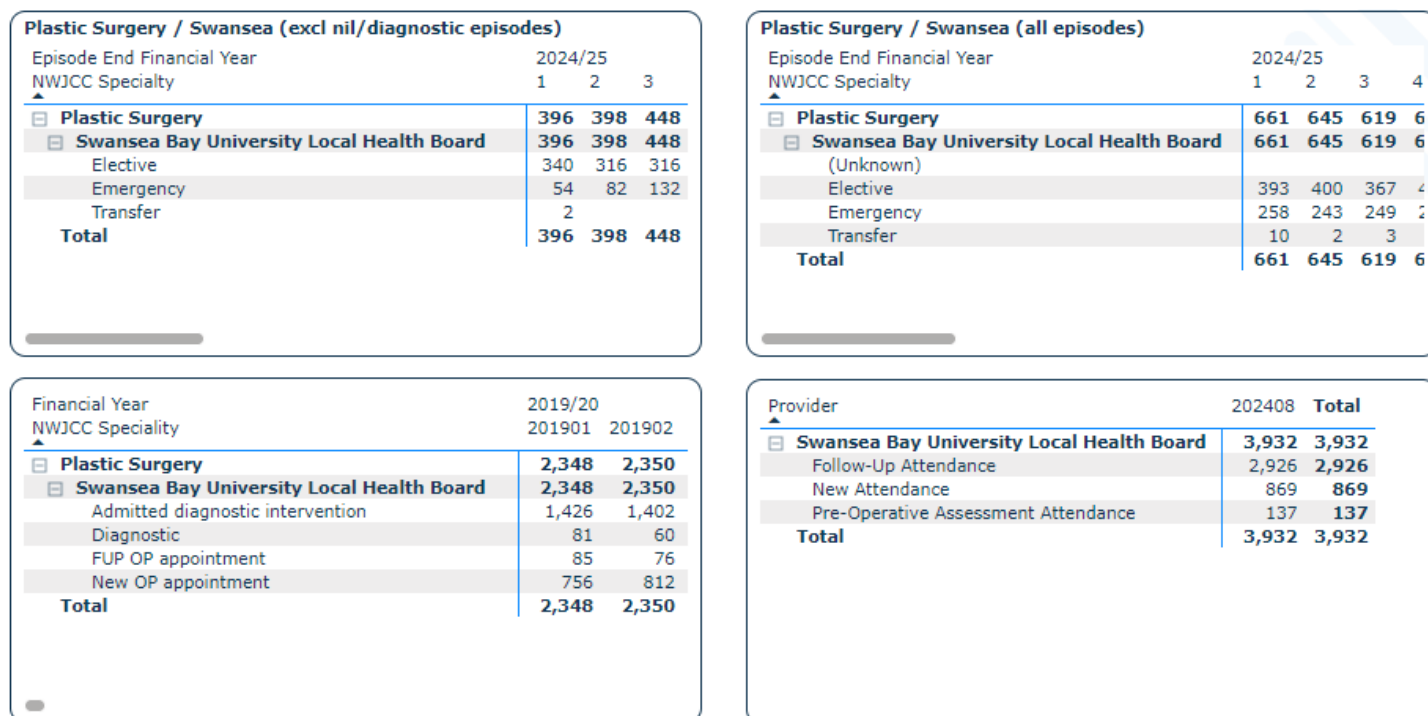 Plastic Surgery / Swansea (excl nil/diagnostic episodes)
Episode End Financial Year 2024/25
NWJCC Specialty 1 2 3
Plastic Surgery 396 398 448
Swansea Bay University Local Health Board 396 398 448
Elective 340 316 316
Emergency 54 82 132
Transfer 2
Total 396 398 448
Plastic Surgery / Swansea (all episodes)
Episode End Financial Year 2024/25
NWJCC Specialty 1 2 3 4
Plastic Surgery 661 645 619 6
Swansea Bay University Local Health Board 661 645 619 6
(Unknown)
Elective 393 400 367
Emergency 258 243 249
Transfer 10 2 3
Total 661 645 619 6
Financial Year 2019/20
NWJCC Speciality 201901 201902
Plastic Surgery 2,348 2,350
Swansea Bay University Local Health Board 2,348 2,350
Admitted diagnostic intervention 1,426 1,402
Diagnostic 81 60
FUP OP appointment 85 76
New OP appointment 756 812
Total 2,348 2,350
Provider 202408 Total
Swansea Bay University Local Health Board 3,932 3,932
Follow-Up Attendance 2,926 2,926
New Attendance 869 869
Pre-Operative Assessment Attendance 137 137
Total 3,932 3,932